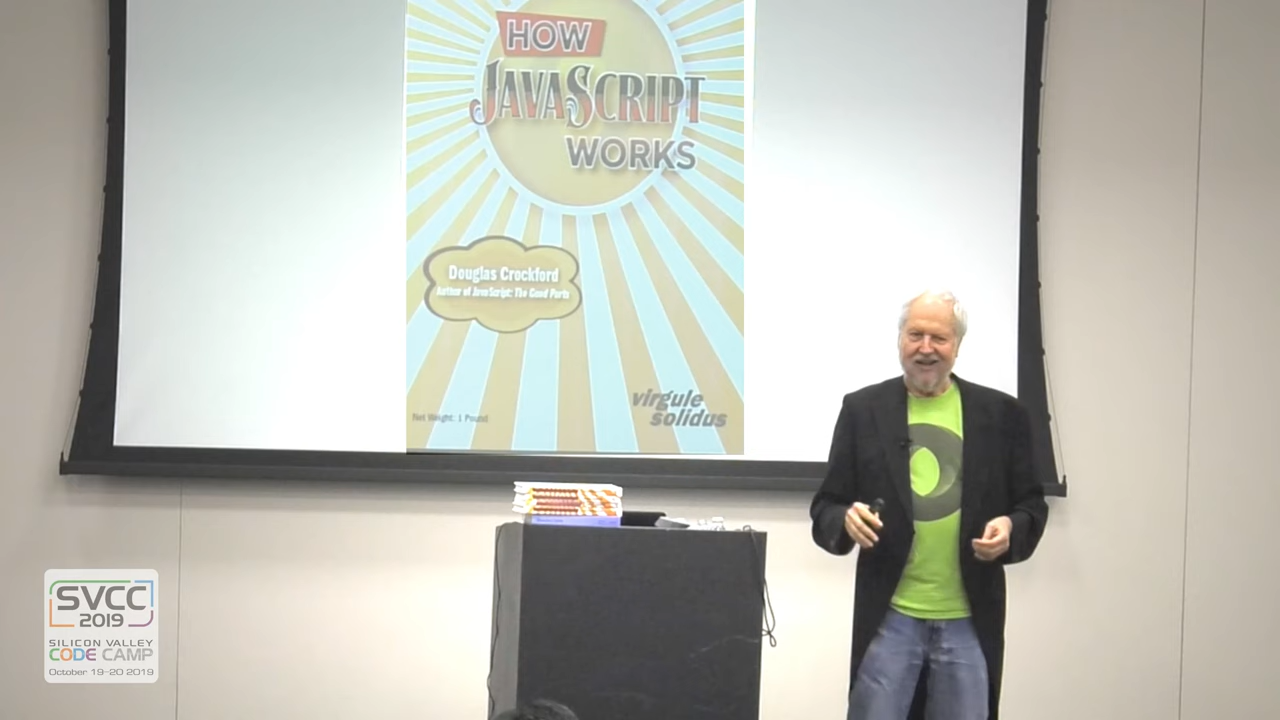 HOW
JAVASCRIPT
WORKS
Douglas Crockford
Author of JavaScript: The Good Parts
Net Weight: 1 Pound
virgule
solidus
SVCC
2019
SILICON VALLEY
CODE CAMP
October 19-20 2019